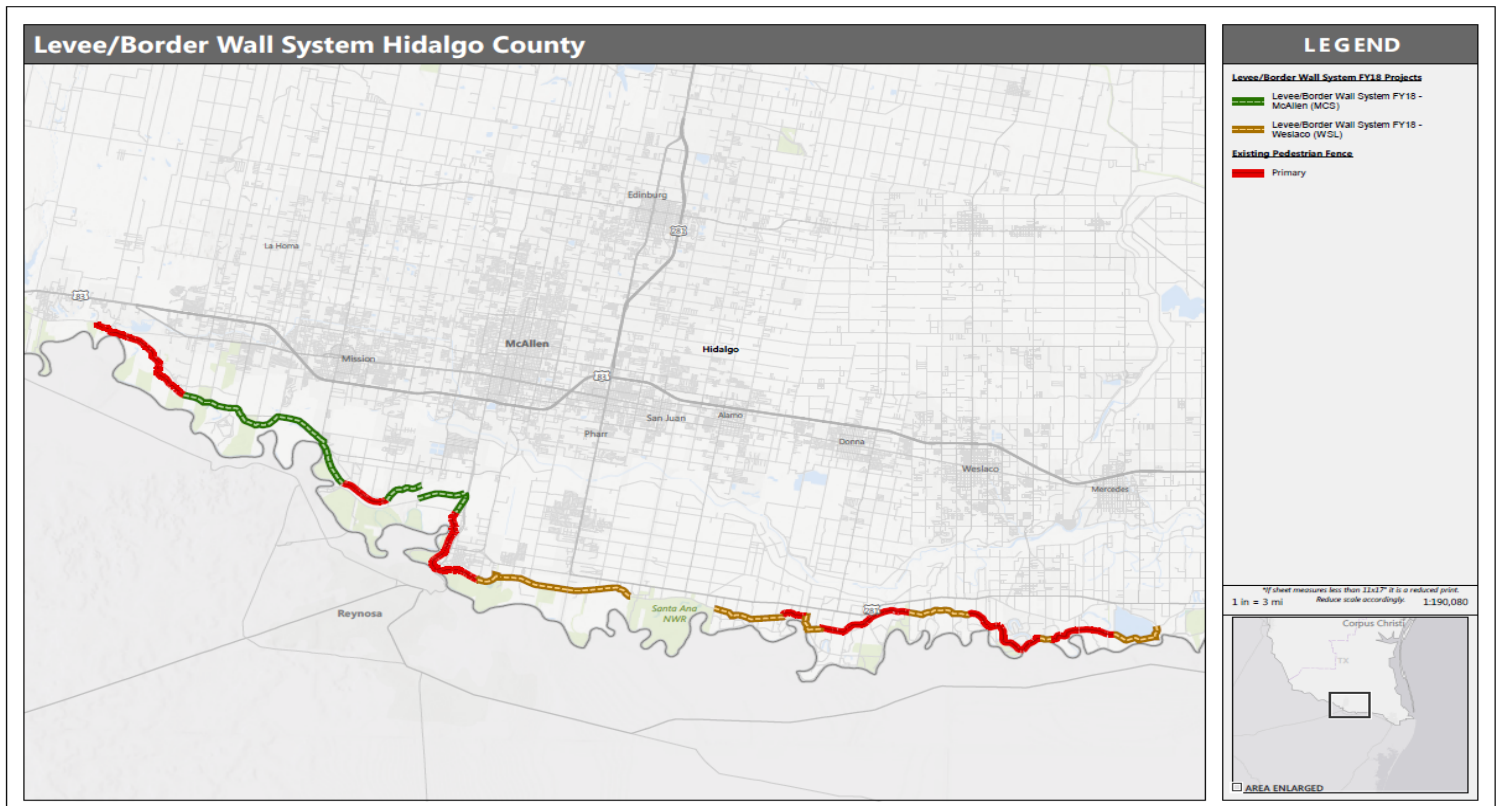 Levee/Border Wall System Hidalgo County
Edinburg
La Homa
83
McAllen
Hidalgo
Mission
83
San Juan
Alamo
Pharr
Donna
Weslaco
Mercedes
Reynosa
Santa Ana
NWR
LEGEND
Levee/Border Wall System FY18 Projects
Levee/Border Wall System FY18 -
McAllen (MCS)
Levee/Border Wall System FY18 -
Weslaco (WSL)
Existing Pedestrian Fence
Primary
*If sheet measures less than 11x17" it is a reduced print.
Reduce scale accordingly.
1 in = 3 mi
1:190,080
Corpus Christi
TX
AREA ENLARGED